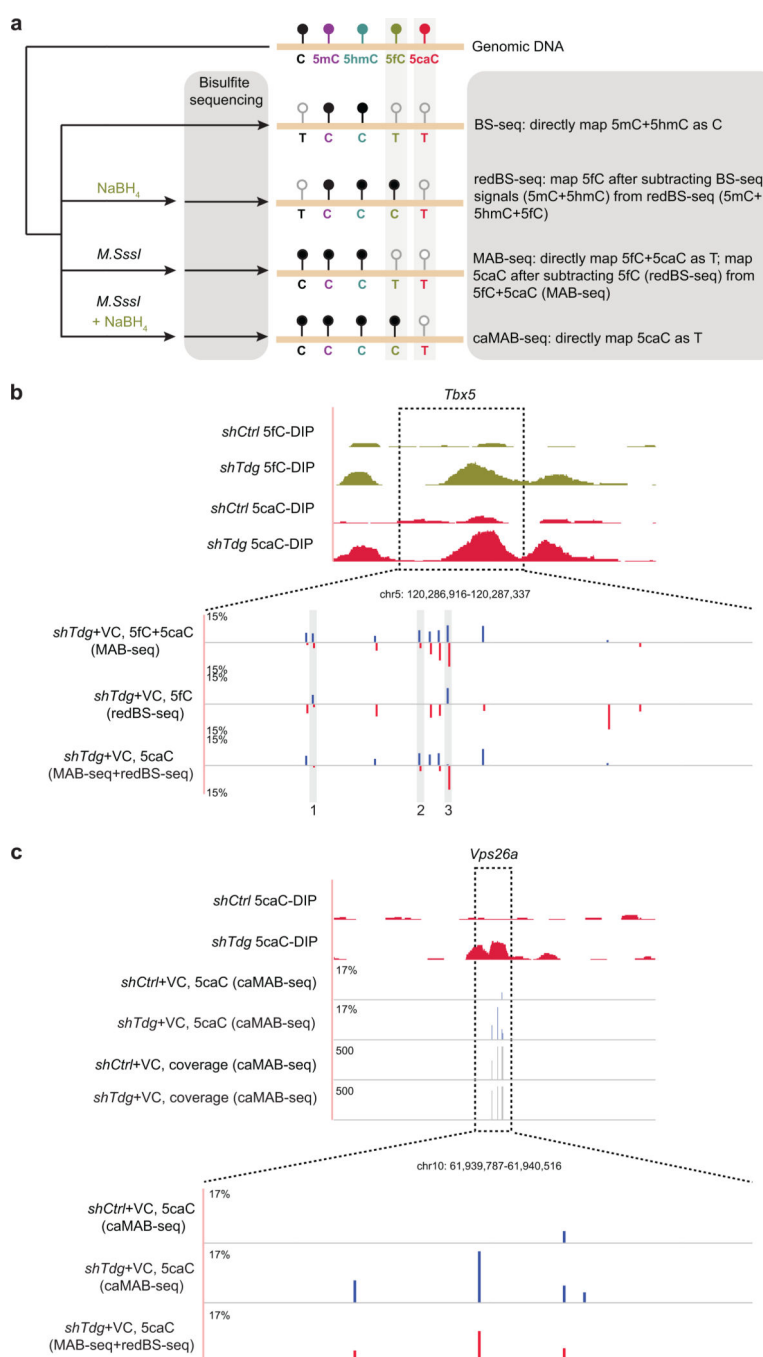 a
C 5mC 5hmC 5fC 5caC
Genomic DNA
Bisulfite
sequencing
T C C T T
BS-seq: directly map 5mC+5hmC as C
NaBH4
T C C C T
redBS-seq: map 5fC after subtracting BS-seq
signals (5mC+5hmC) from redBS-seq (5mC+
5hmC+5fC)
M.SssI
C C C T T
MAB-seq: directly map 5fC+5caC as T; map
5caC after subtracting 5fC (redBS-seq) from
5fC+5caC (MAB-seq)
M.SssI
+ NaBH4
C C C C T
caMAB-seq: directly map 5caC as T
b
Tbx5
shCtrl 5fC-DIP
shTdg 5fC-DIP
shCtrl 5caC-DIP
shTdg 5caC-DIP
chr5: 120,286,916-120,287,337
15%
shTdg+VC, 5fC+5caC
(MAB-seq)
15%
15%
shTdg+VC, 5fC
(redBS-seq)
15%
15%
shTdg+VC, 5caC
(MAB-seq+redBS-seq)
15%
1 2 3
c
Vps26a
shCtrl 5caC-DIP
shTdg 5caC-DIP
17%
shCtrl+VC, 5caC (caMAB-seq)
17%
shTdg+VC, 5caC (caMAB-seq)
500
shCtrl+VC, coverage (caMAB-seq)
500
shTdg+VC, coverage (caMAB-seq)
chr10: 61,939,787-61,940,516
17%
shCtrl+VC, 5caC
(caMAB-seq)
17%
shTdg+VC, 5caC
(caMAB-seq)
17%
shTdg+VC, 5caC
(MAB-seq+redBS-seq)